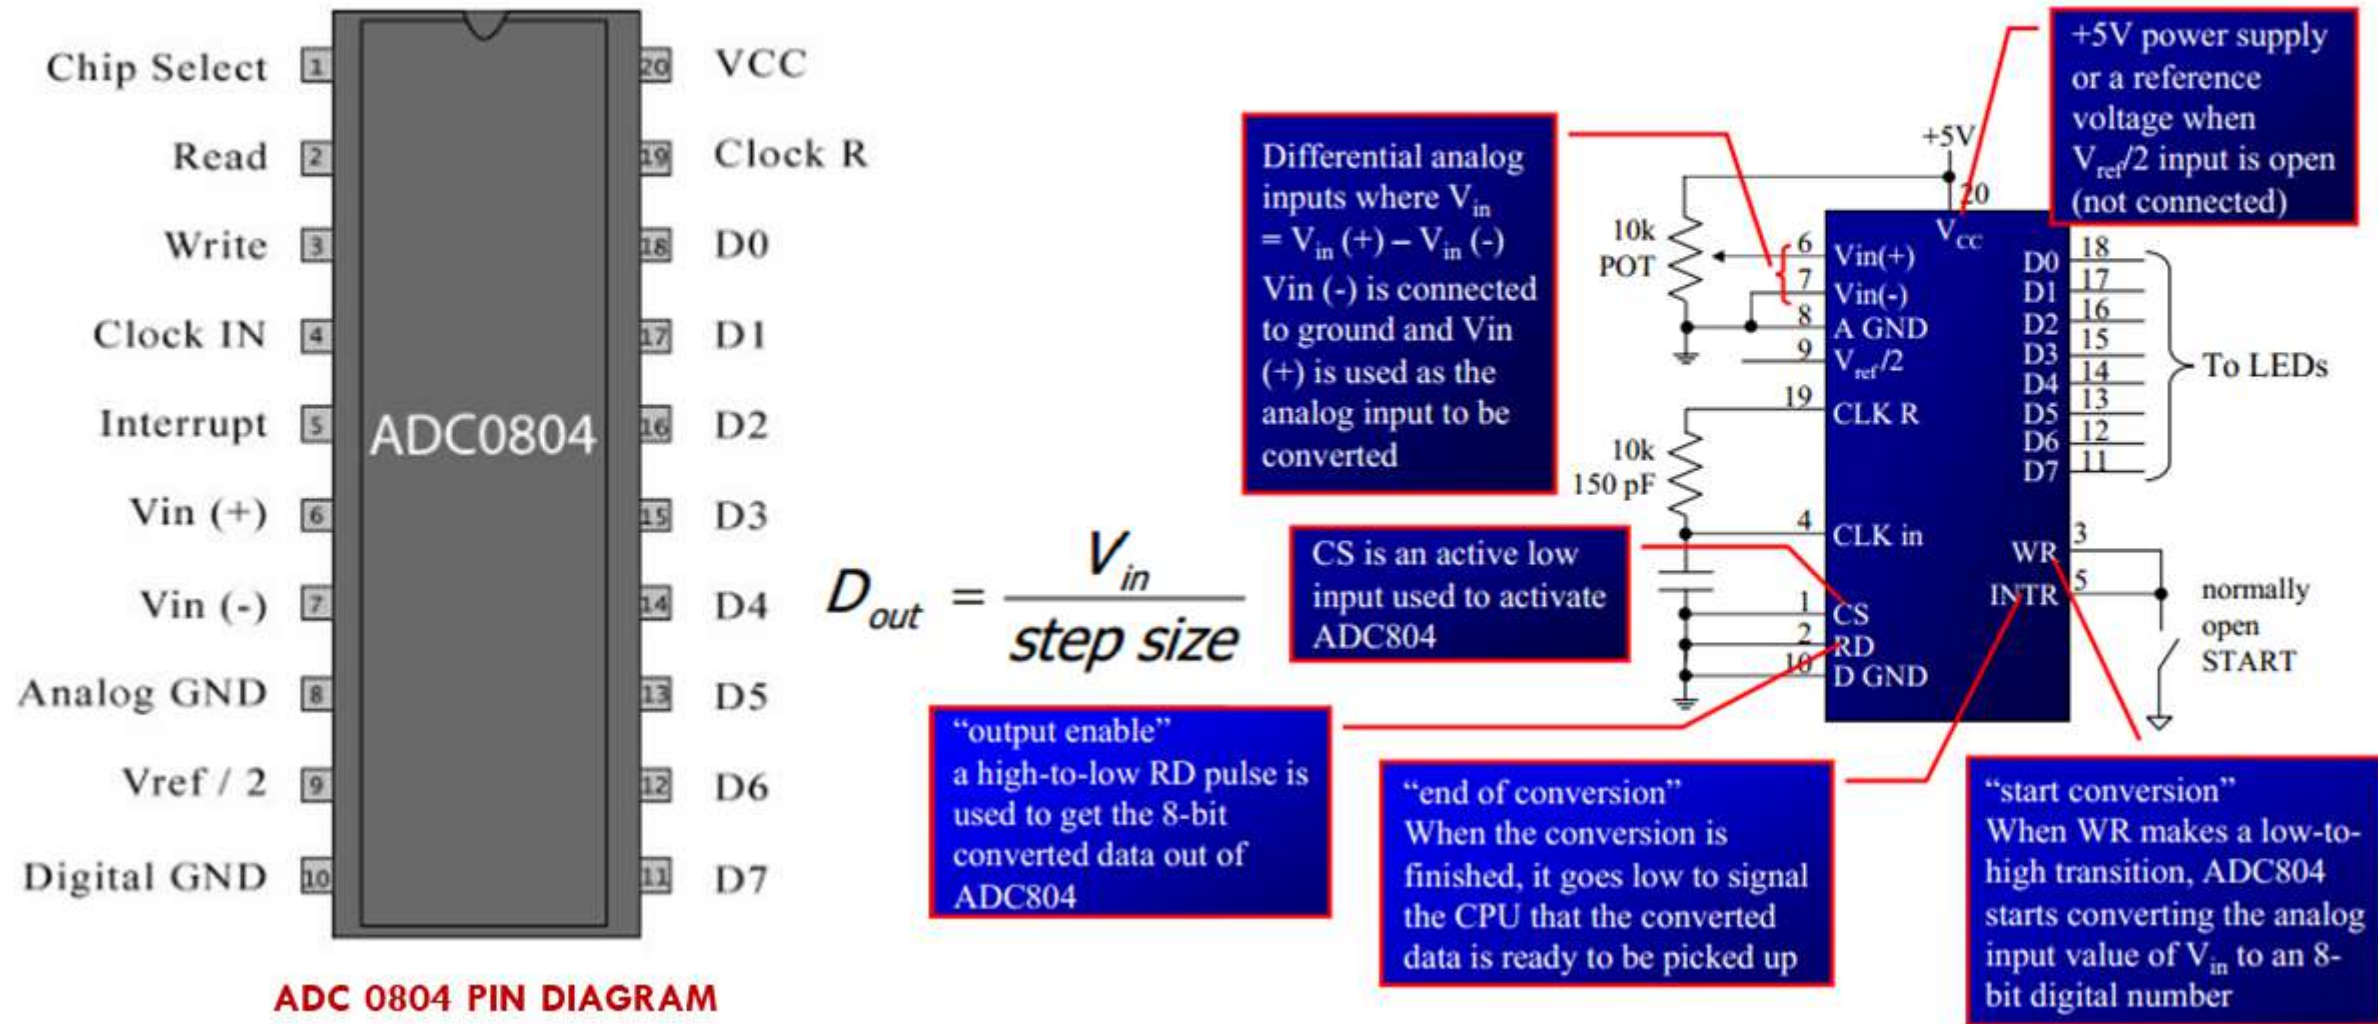 Chip Select 1
Read 2
Write 3
Clock IN 4
Interrupt 5
Vin (+) 6
Vin (-) 7
Analog GND 8
Vref / 2 9
Digital GND 10
ADC0804
20 VCC
19 Clock R
18 D0
17 D1
16 D2
15 D3
14 D4
13 D5
12 D6
11 D7
ADC 0804 PIN DIAGRAM
D_out = V_in / step size
Differential analog
inputs where V_in
= V_in (+) – V_in (-)
Vin (-) is connected
to ground and Vin
(+) is used as the
analog input to be
converted
+5V power supply
or a reference
voltage when
V_ref/2 input is open
(not connected)
CS is an active low
input used to activate
ADC804
“output enable”
a high-to-low RD pulse is
used to get the 8-bit
converted data out of
ADC804
“end of conversion”
When the conversion is
finished, it goes low to signal
the CPU that the converted
data is ready to be picked up
“start conversion”
When WR makes a low-to-
high transition, ADC804
starts converting the analog
input value of V_in to an 8-
bit digital number
+5V
20
V_CC
10k
POT
6 Vin(+)
7 Vin(-)
8 A GND
9 V_ref/2
19 CLK R
10k
150 pF
4 CLK in
1 CS
2 RD
10 D GND
D0 18
D1 17
D2 16
D3 15
D4 14
D5 13
D6 12
D7 11
To LEDs
WR 3
INTR 5
normally
open
START